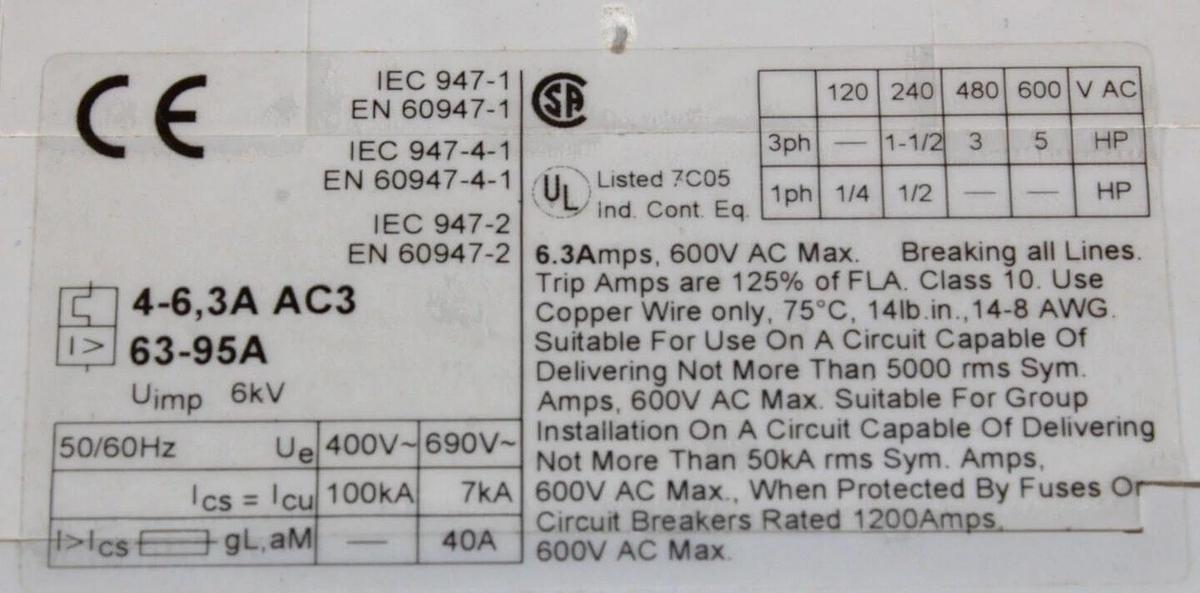 CE
IEC 947-1
EN 60947-1
IEC 947-4-1
EN 60947-4-1
IEC 947-2
EN 60947-2
4-6,3A AC3
I >
63-95A
Uimp 6kV
50/60Hz Ue 400V~ 690V~
Ics = Icu 100kA 7kA
I>Ics gL,aM — 40A
SA
120 240 480 600 V AC
3ph — 1-1/2 3 5 HP
1ph 1/4 1/2 — — HP
UL
Listed 7C05
Ind. Cont. Eq.
6.3Amps, 600V AC Max. Breaking all Lines.
Trip Amps are 125% of FLA. Class 10. Use
Copper Wire only, 75°C, 14lb.in.,14-8 AWG.
Suitable For Use On A Circuit Capable Of
Delivering Not More Than 5000 rms Sym.
Amps, 600V AC Max. Suitable For Group
Installation On A Circuit Capable Of Delivering
Not More Than 50kA rms Sym. Amps,
600V AC Max., When Protected By Fuses Or
Circuit Breakers Rated 1200Amps,
600V AC Max.